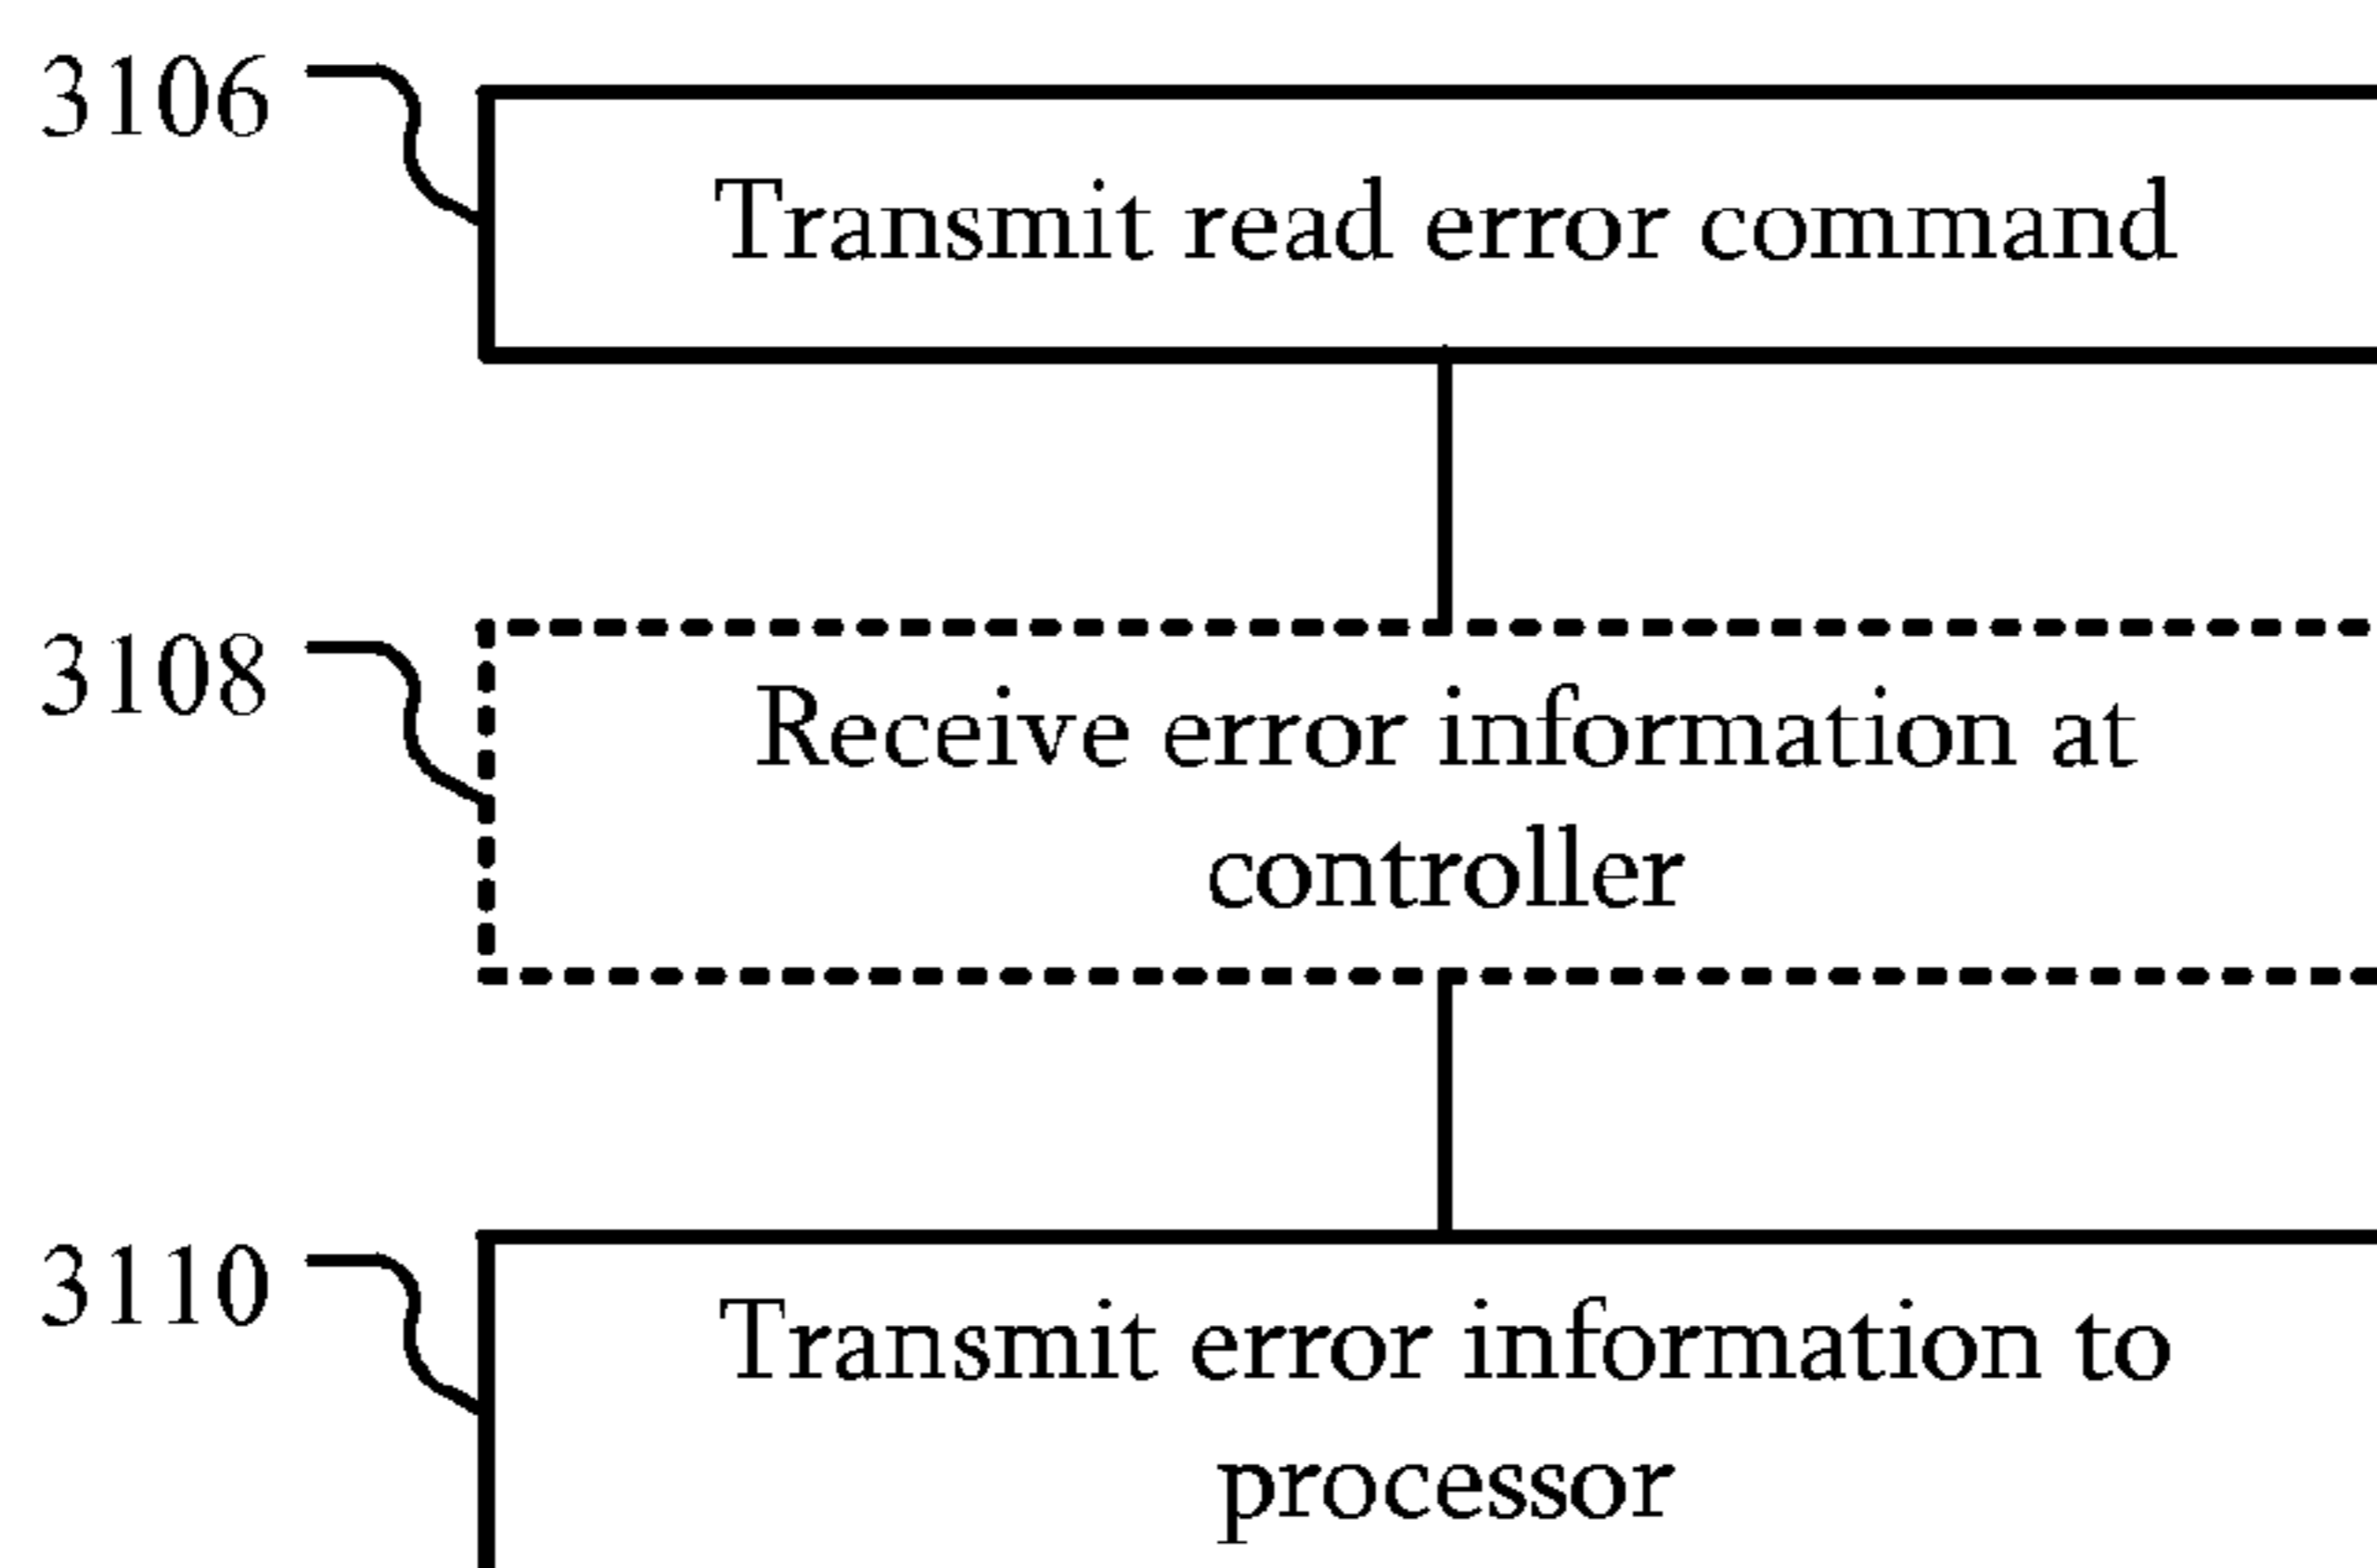 3106
Transmit read error command
3108
Receive error information at
controller
3110
Transmit error information to
processor